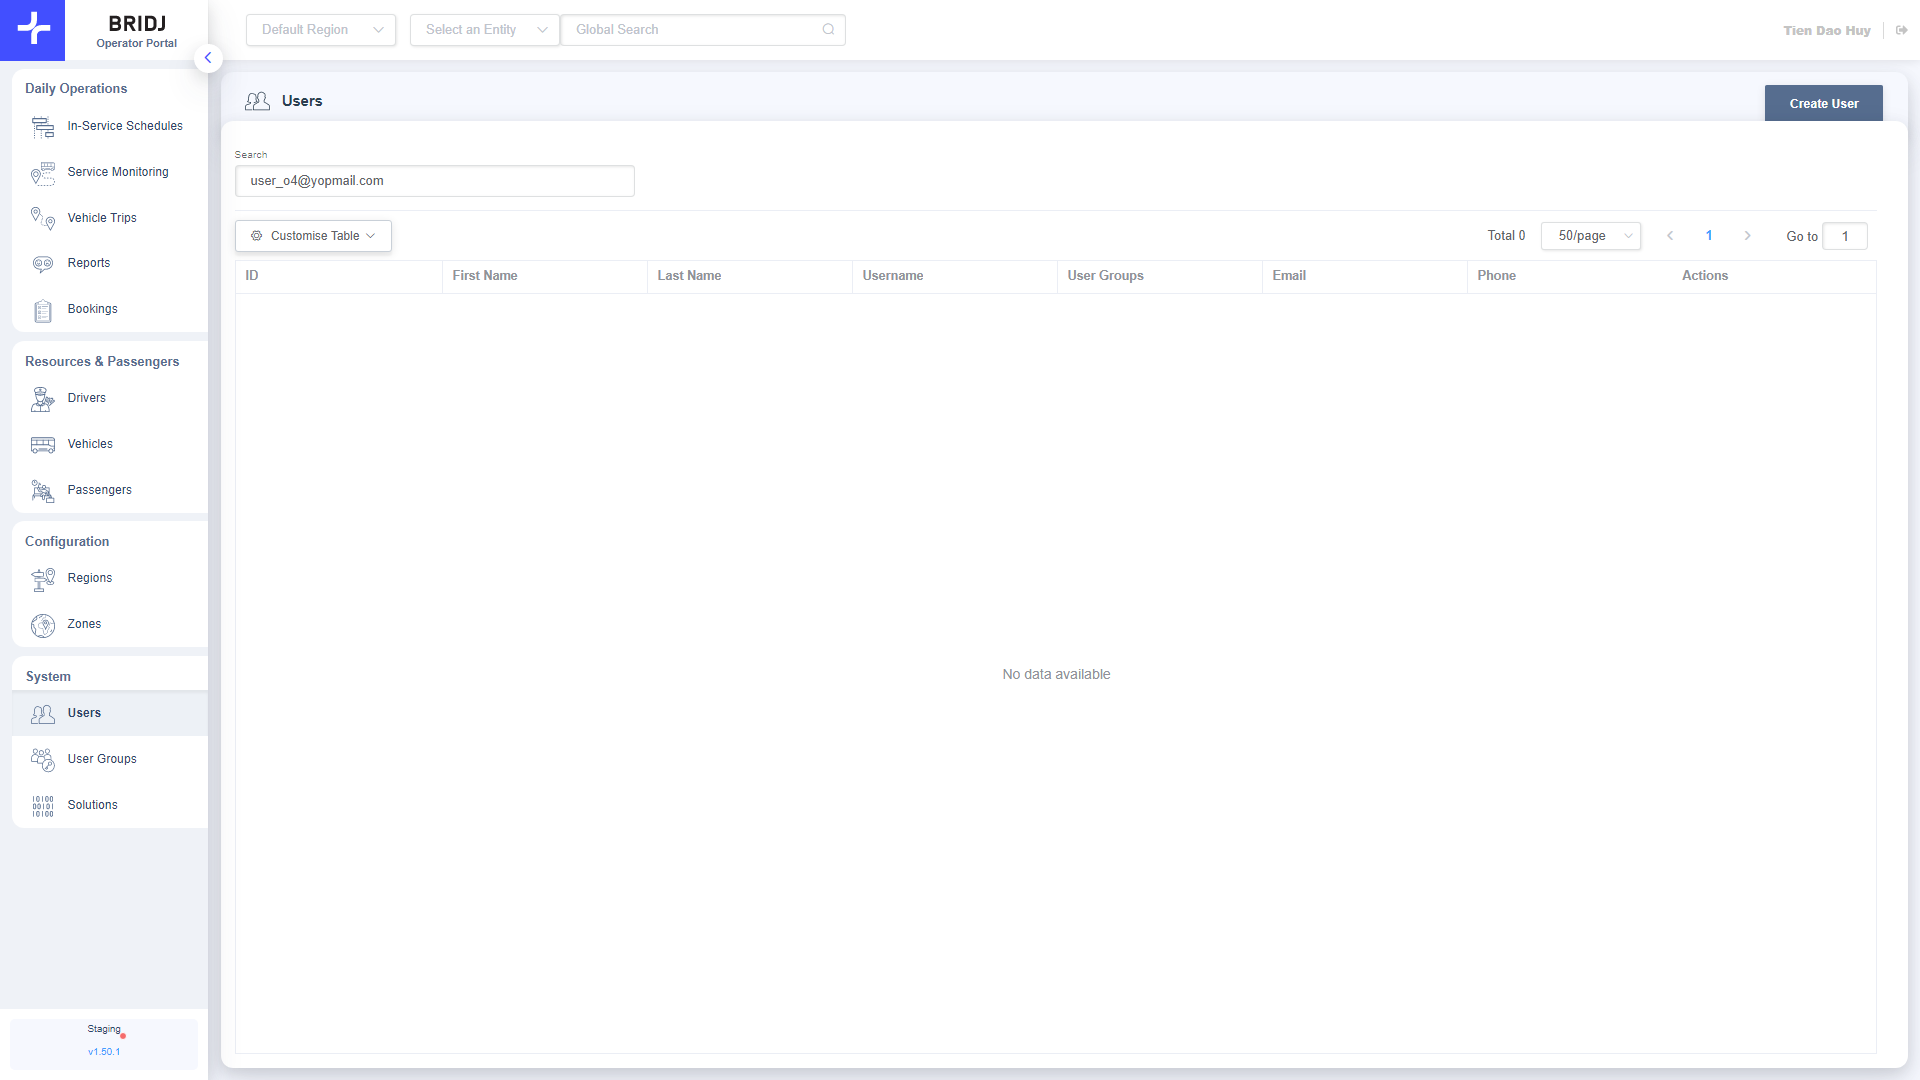 BRIDJ
Operator Portal
Default Region
Select an Entity
Global Search
Tien Dao Huy
Daily Operations
In-Service Schedules
Service Monitoring
Vehicle Trips
Reports
Bookings
Resources & Passengers
Drivers
Vehicles
Passengers
Configuration
Regions
Zones
System
Users
User Groups
Solutions
Staging
v1.50.1
Users
Create User
Search
user_o4@yopmail.com
Customise Table
Total 0
50/page
1
Go to
1
ID
First Name
Last Name
Username
User Groups
Email
Phone
Actions
No data available